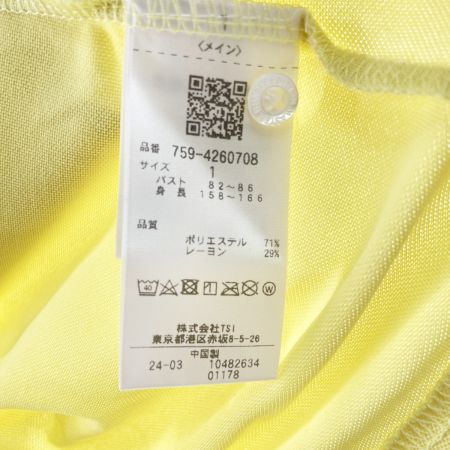 〈メイン〉
品番 759-4260708
サイズ
1
バスト 82～86
身長 158～166
品質
ポリエステル 71%
レーヨン 29%
40
W
株式会社TSI
東京都港区赤坂8-5-26
中国製
24-03 10482634
01178